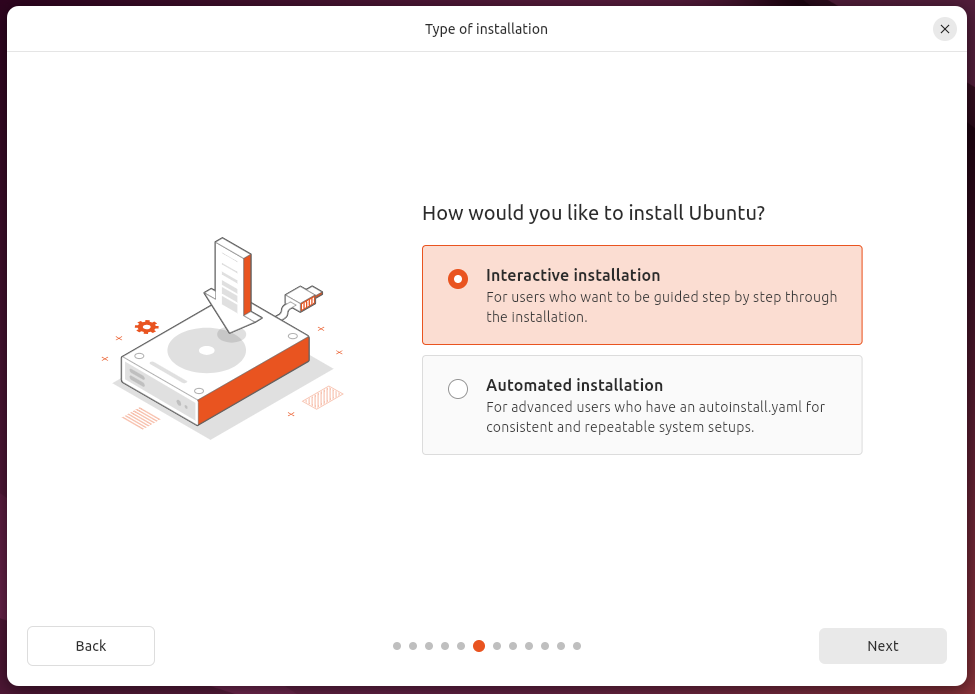 Type of installation
How would you like to install Ubuntu?
Interactive installation
For users who want to be guided step by step through
the installation.
Automated installation
For advanced users who have an autoinstall.yaml for
consistent and repeatable system setups.
Back
Next